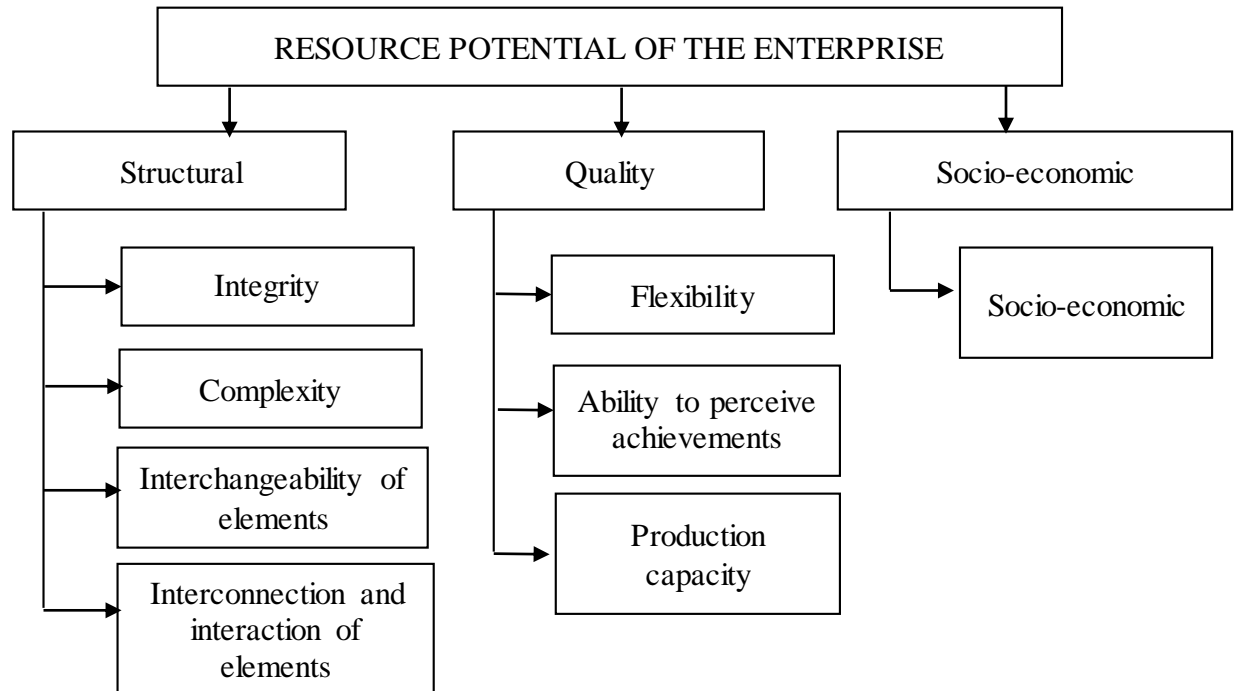 RESOURCE POTENTIAL OF THE ENTERPRISE
Structural
Quality
Socio-economic
Integrity
Complexity
Interchangeability of
elements
Interconnection and
interaction of
elements
Flexibility
Ability to perceive
achievements
Production
capacity
Socio-economic